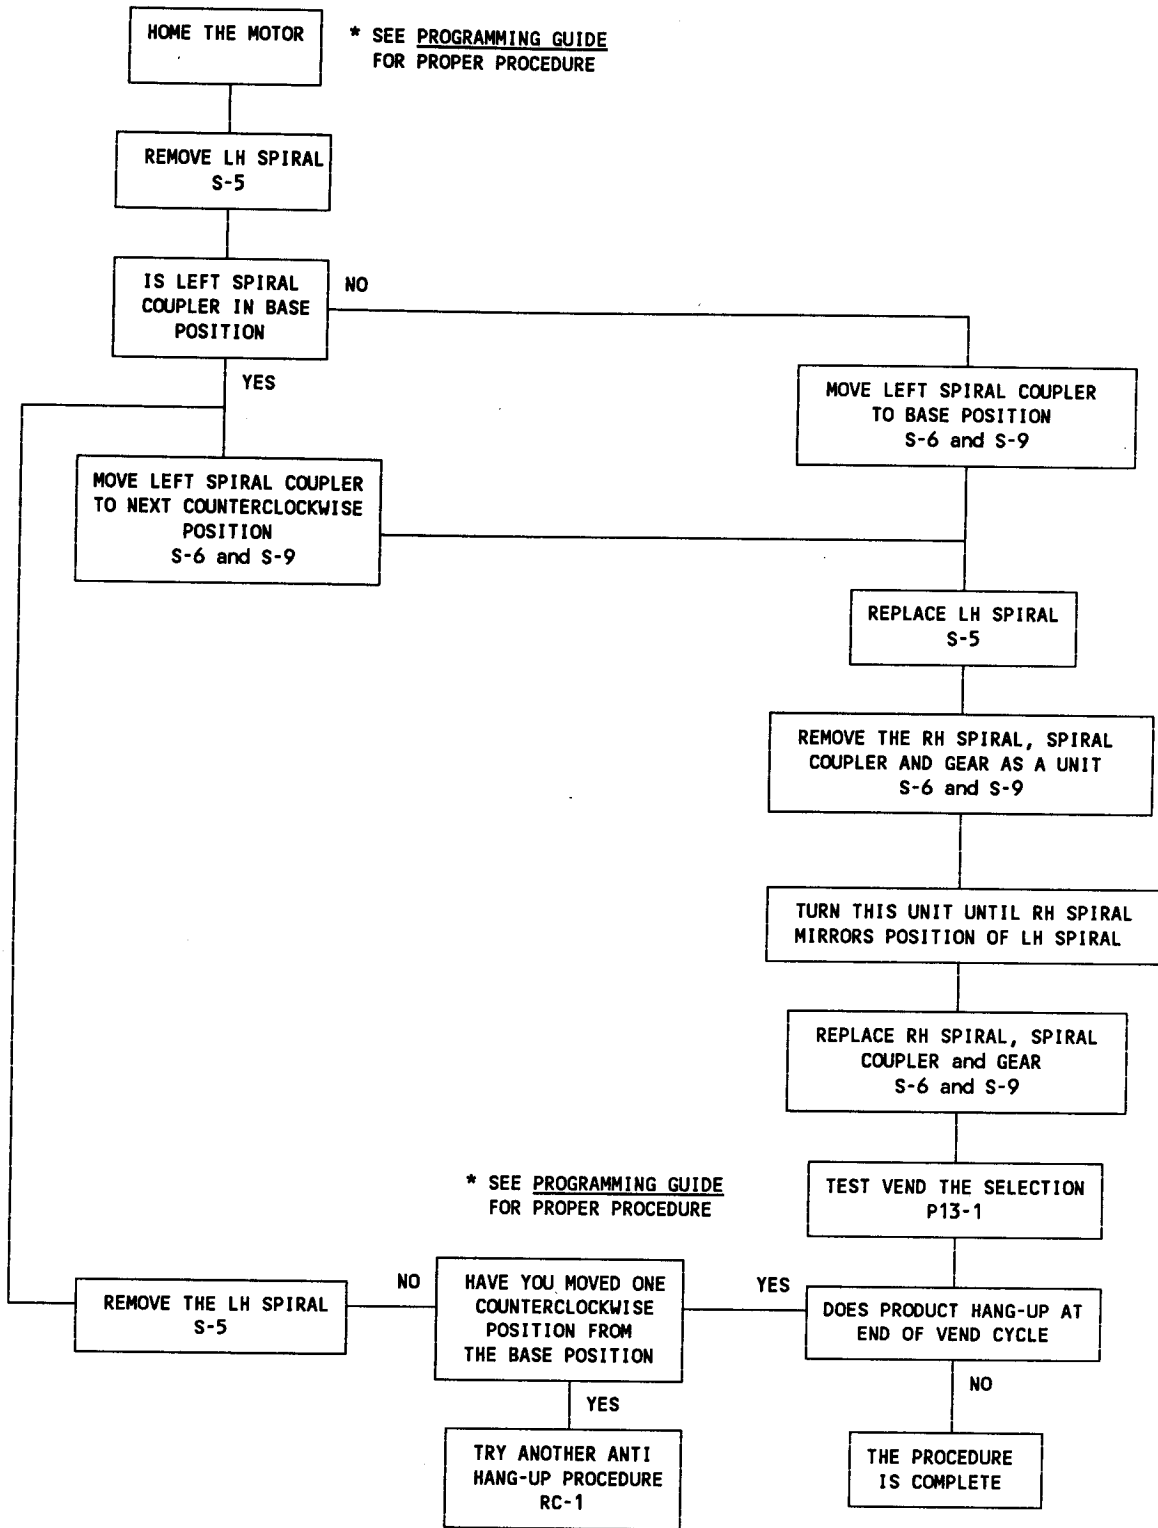 HOME THE MOTOR
* SEE PROGRAMMING GUIDE
FOR PROPER PROCEDURE
REMOVE LH SPIRAL
S-5
IS LEFT SPIRAL
COUPLER IN BASE
POSITION
NO
YES
MOVE LEFT SPIRAL COUPLER
TO BASE POSITION
S-6 and S-9
MOVE LEFT SPIRAL COUPLER
TO NEXT COUNTERCLOCKWISE
POSITION
S-6 and S-9
REPLACE LH SPIRAL
S-5
REMOVE THE RH SPIRAL, SPIRAL
COUPLER AND GEAR AS A UNIT
S-6 and S-9
TURN THIS UNIT UNTIL RH SPIRAL
MIRRORS POSITION OF LH SPIRAL
REPLACE RH SPIRAL, SPIRAL
COUPLER and GEAR
S-6 and S-9
* SEE PROGRAMMING GUIDE
FOR PROPER PROCEDURE
TEST VEND THE SELECTION
P13-1
REMOVE THE LH SPIRAL
S-5
NO
HAVE YOU MOVED ONE
COUNTERCLOCKWISE
POSITION FROM
THE BASE POSITION
YES
DOES PRODUCT HANG-UP AT
END OF VEND CYCLE
YES
NO
TRY ANOTHER ANTI
HANG-UP PROCEDURE
RC-1
THE PROCEDURE
IS COMPLETE